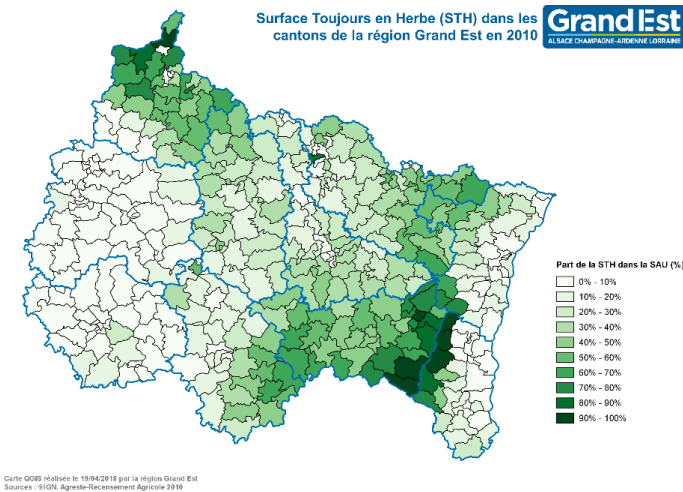 Surface Toujours en Herbe (STH) dans les
cantons de la région Grand Est en 2010
GrandEst
ALSACE CHAMPAGNE-ARDENNE LORRAINE
Part de la STH dans la SAU (%)
0% - 10%
10% - 20%
20% - 30%
30% - 40%
40% - 50%
50% - 60%
60% - 70%
70% - 80%
80% - 90%
90% - 100%
Carte QGIS réalisée le 19/04/2018 par la région Grand Est
Sources : ®IGN, Agreste-Recensement Agricole 2010